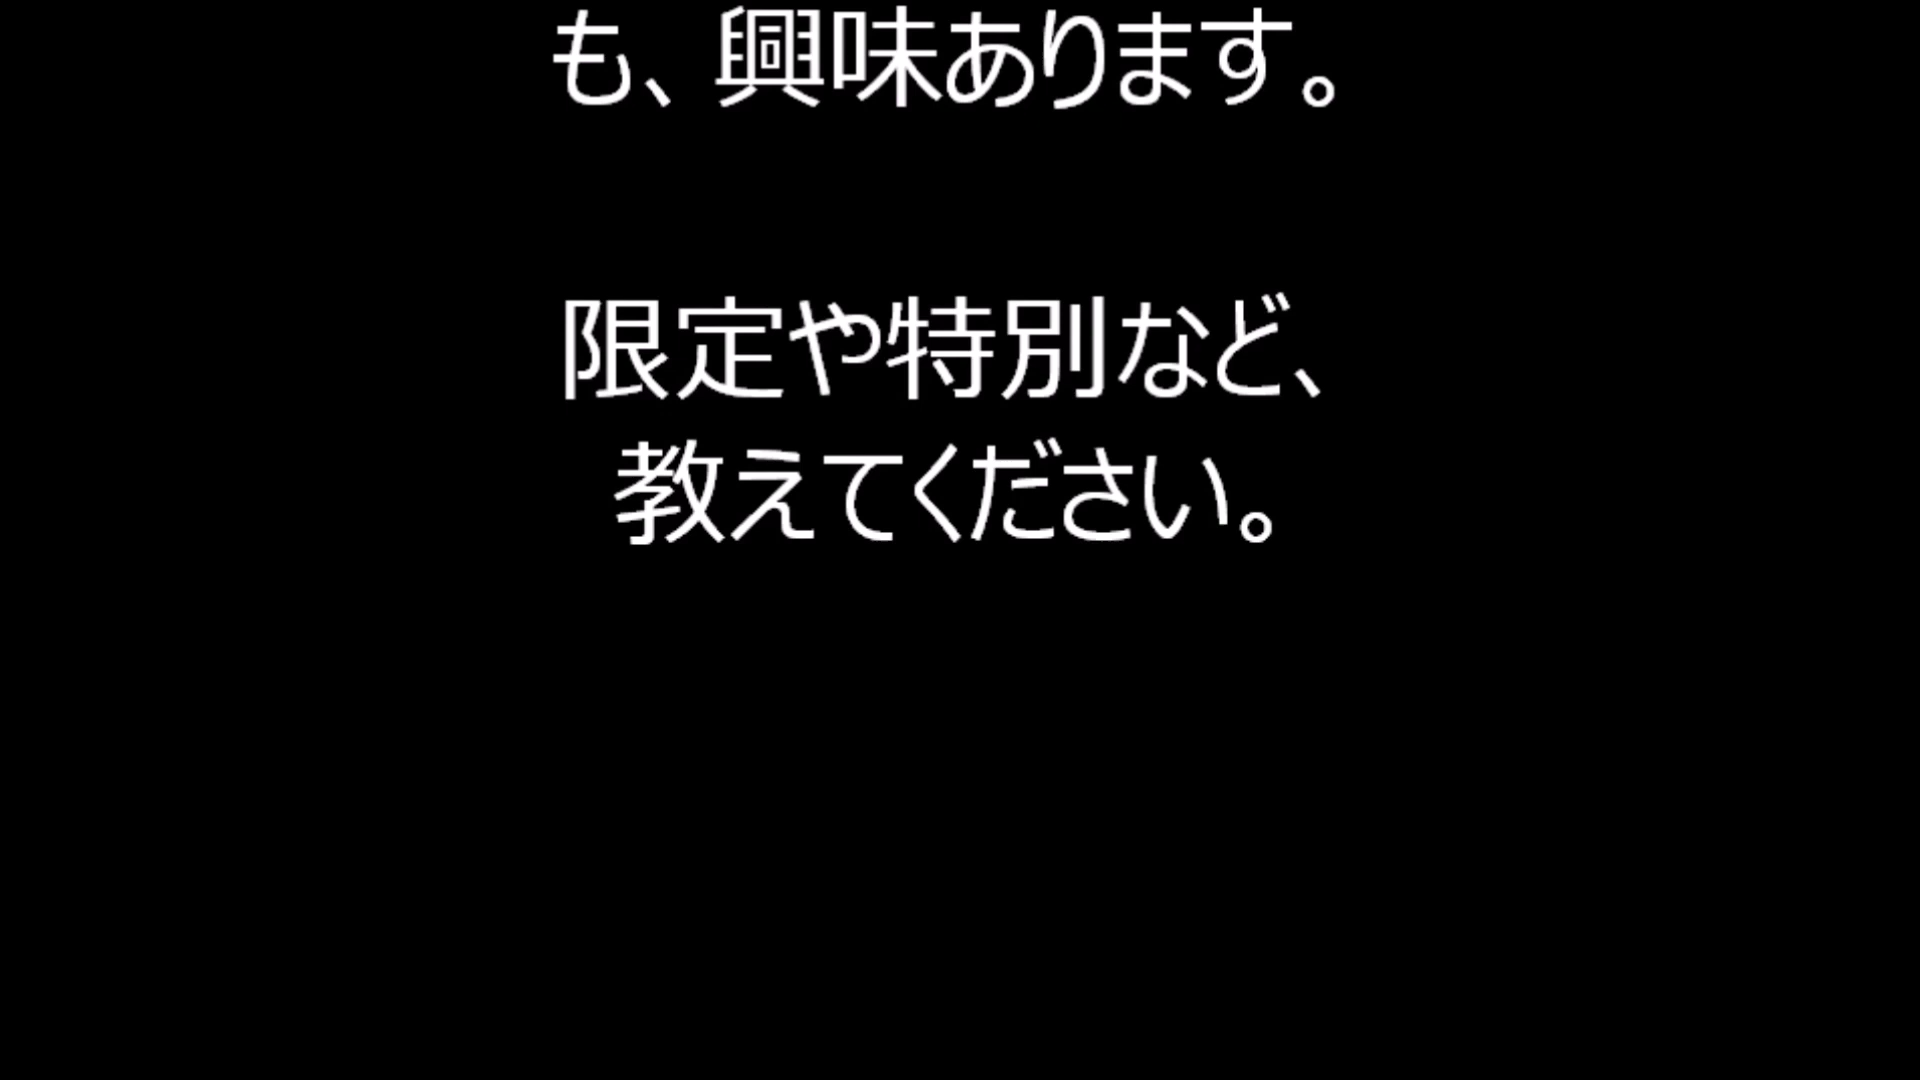 も、興味あります。
限定や特別など、
教えてください。